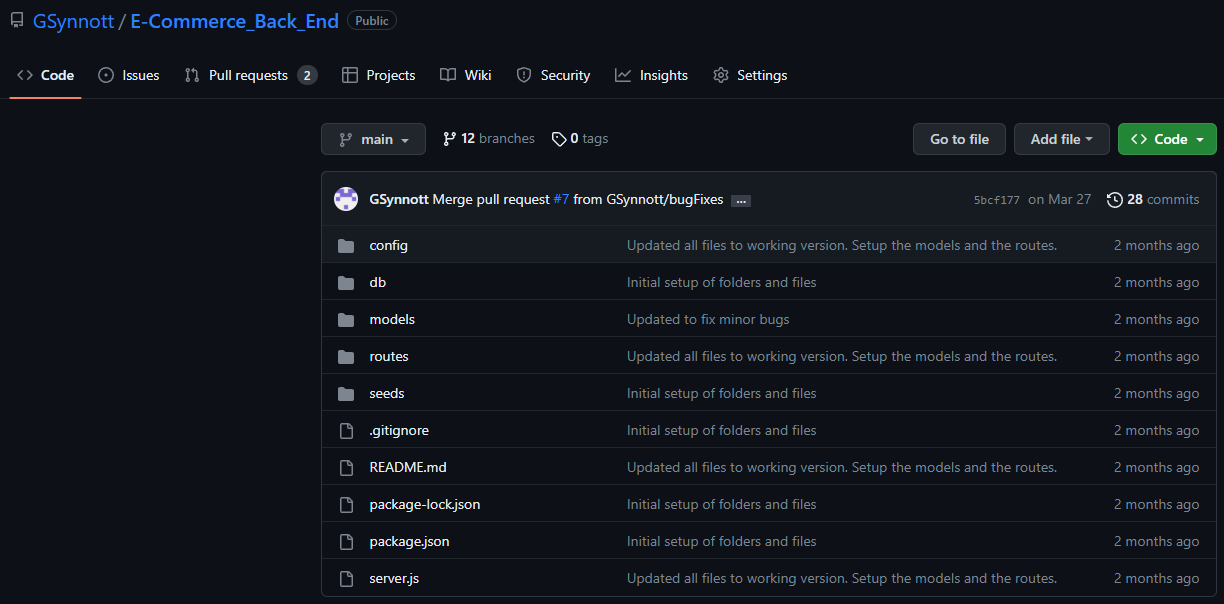 GSynnott / E-Commerce_Back_End Public
Code Issues Pull requests 2 Projects Wiki Security Insights Settings
main 12 branches 0 tags Go to file Add file Code
GSynnott Merge pull request #7 from GSynnott/bugFixes ... 5bcf177 on Mar 27 28 commits
config Updated all files to working version. Setup the models and the routes. 2 months ago
db Initial setup of folders and files 2 months ago
models Updated to fix minor bugs 2 months ago
routes Updated all files to working version. Setup the models and the routes. 2 months ago
seeds Initial setup of folders and files 2 months ago
.gitignore Initial setup of folders and files 2 months ago
README.md Updated all files to working version. Setup the models and the routes. 2 months ago
package-lock.json Initial setup of folders and files 2 months ago
package.json Initial setup of folders and files 2 months ago
server.js Updated all files to working version. Setup the models and the routes. 2 months ago